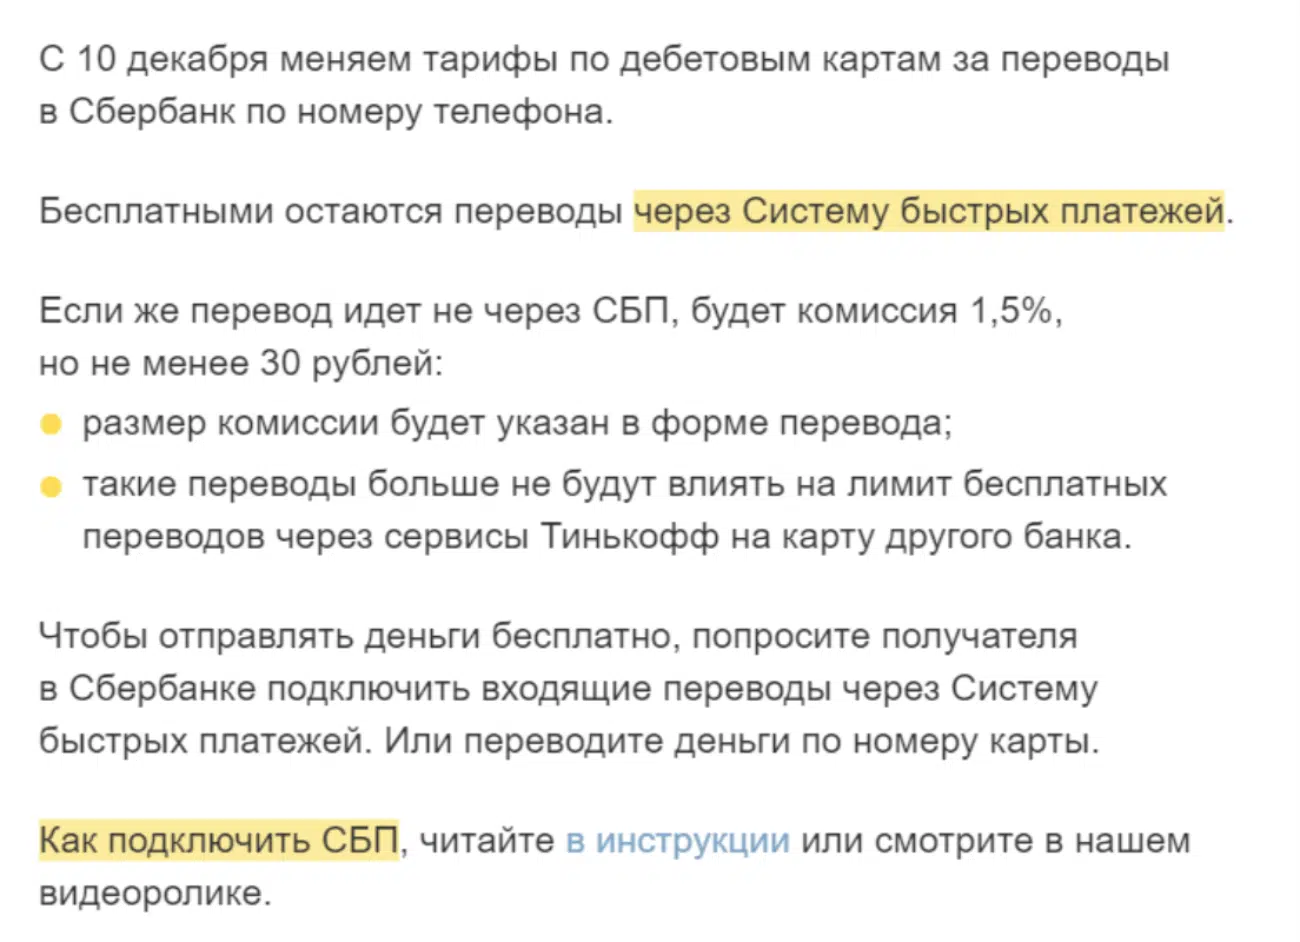 С 10 декабря меняем тарифы по дебетовым картам за переводы
в Сбербанк по номеру телефона.
Бесплатными остаются переводы через Систему быстрых платежей.
Если же перевод идет не через СБП, будет комиссия 1,5%,
но не менее 30 рублей:
размер комиссии будет указан в форме перевода;
такие переводы больше не будут влиять на лимит бесплатных
переводов через сервисы Тинькофф на карту другого банка.
Чтобы отправлять деньги бесплатно, попросите получателя
в Сбербанке подключить входящие переводы через Систему
быстрых платежей. Или переводите деньги по номеру карты.
Как подключить СБП, читайте в инструкции или смотрите в нашем
видеоролике.